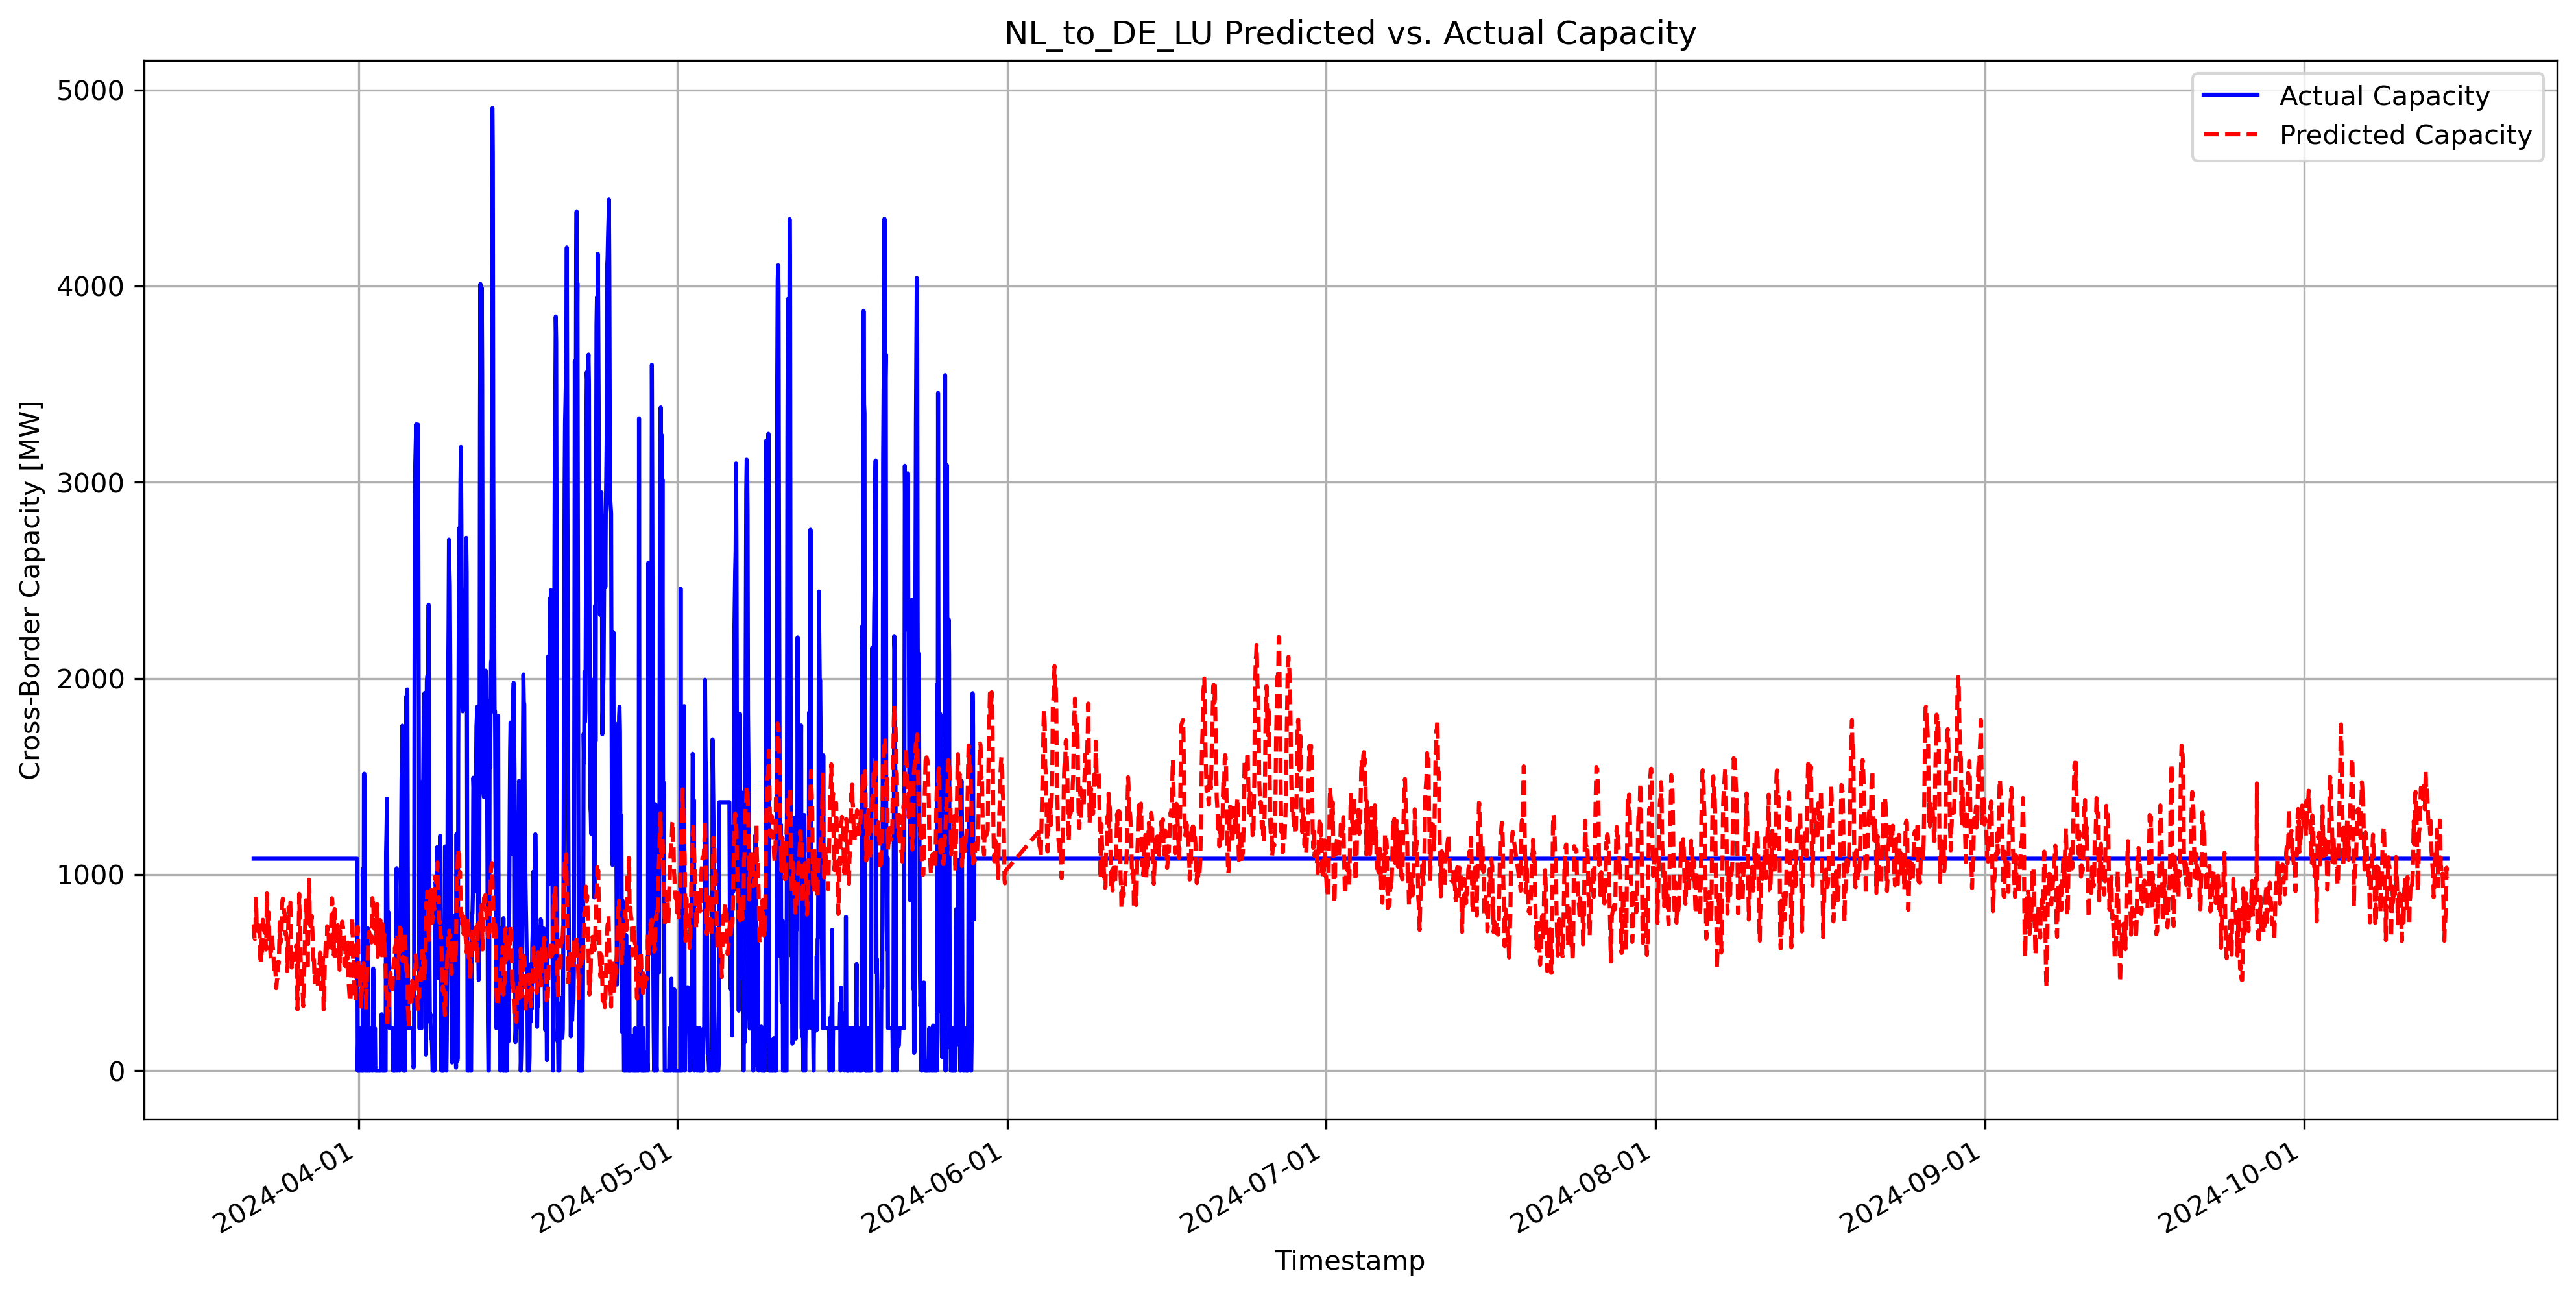 NL_to_DE_LU Predicted vs. Actual Capacity
Actual Capacity
Predicted Capacity
Cross-Border Capacity [MW]
5000
4000
3000
2000
1000
0
2024-04-01
2024-05-01
2024-06-01
2024-07-01
2024-08-01
2024-09-01
2024-10-01
Timestamp